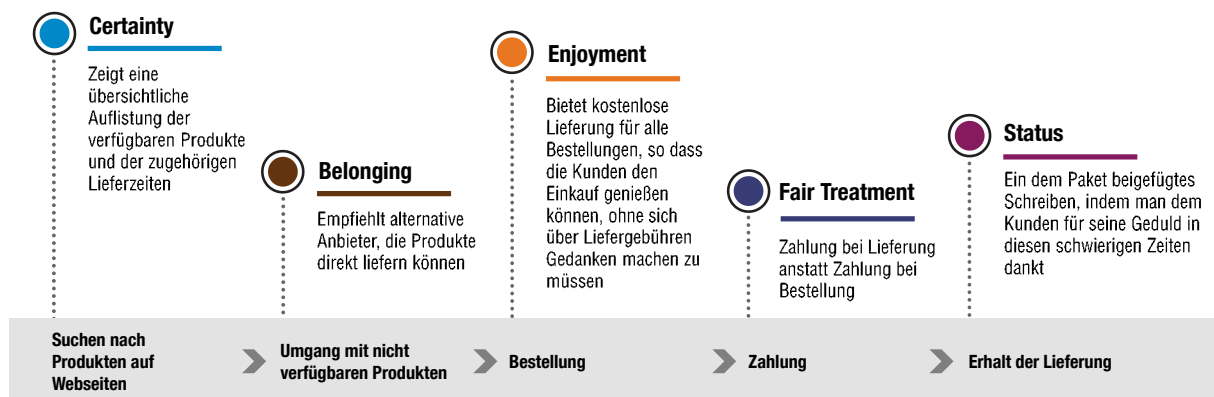 Certainty
Zeigt eine
übersichtliche
Auflistung der
verfügbaren Produkte
und der zugehörigen
Lieferzeiten
Belonging
Empfiehlt alternative
Anbieter, die Produkte
direkt liefern können
Enjoyment
Bietet kostenlose
Lieferung für alle
Bestellungen, so dass
die Kunden den
Einkauf genießen
können, ohne sich
über Liefergebühren
Gedanken machen zu
müssen
Fair Treatment
Zahlung bei Lieferung
anstatt Zahlung bei
Bestellung
Status
Ein dem Paket beigefügtes
Schreiben, indem man dem
Kunden für seine Geduld in
diesen schwierigen Zeiten
dankt
Suchen nach
Produkten auf
Webseiten
Umgang mit nicht
verfügbaren Produkten
Bestellung
Zahlung
Erhalt der Lieferung